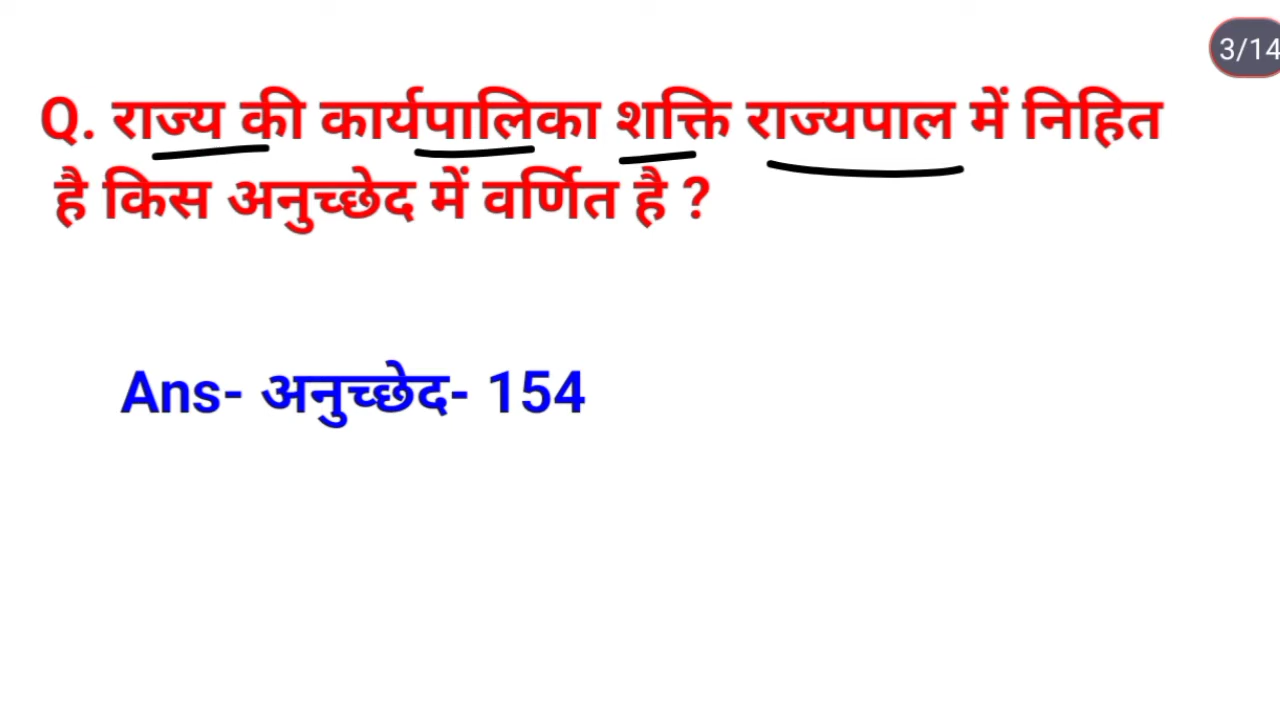 3/14
Q. राज्य की कार्यपालिका शक्ति राज्यपाल में निहित
है किस अनुच्छेद में वर्णित है ?
Ans- अनुच्छेद- 154